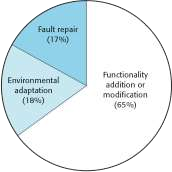 Fault repair
(17%)
Environmental
adaptation
(18%)
Functionality
addition or
modification
(65%)